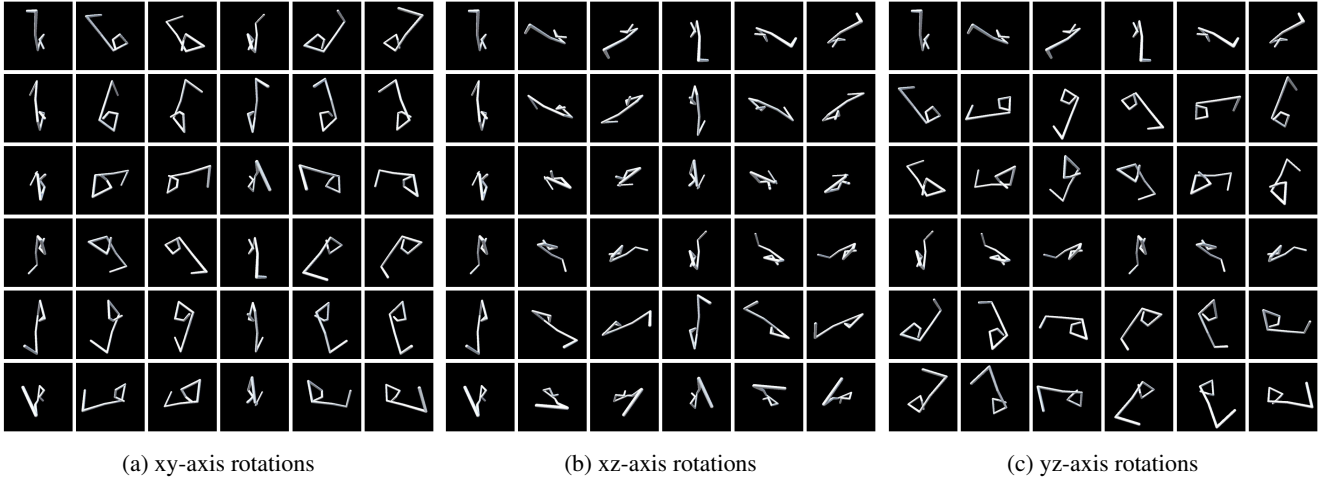 (a) xy-axis rotations
(b) xz-axis rotations
(c) yz-axis rotations